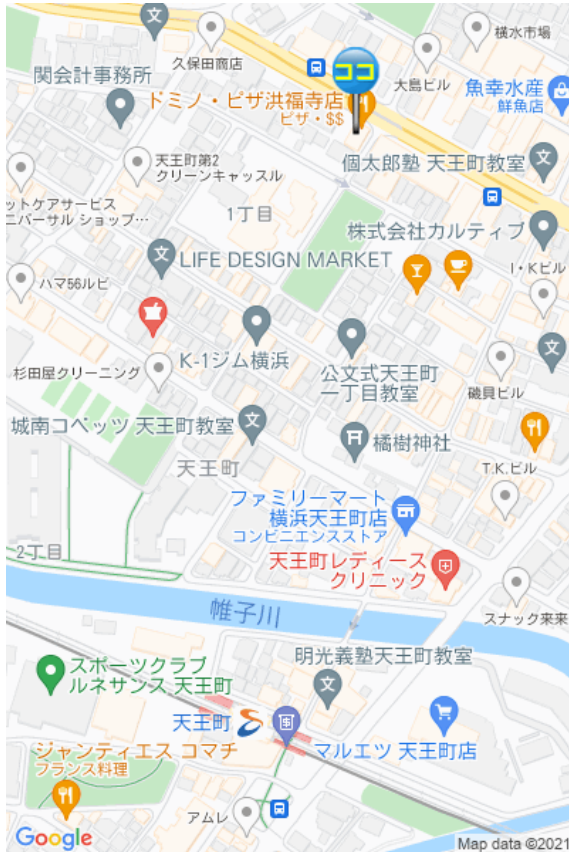 横水市場
久保田商店
関会計事務所
ココ
大島ビル
魚幸水産
鮮魚店
ドミノ・ピザ洪福寺店
ピザ・$$
文
天王町第2
クリーンキャッスル
個太郎塾 天王町教室
文
ットケアサービス
ニバーサル ショップ…
1丁目
株式会社カルティブ
文
LIFE DESIGN MARKET
I・Kビル
ハマ56ルビ
K-1ジム横浜
公文式天王町
一丁目教室
文
杉田屋クリーニング
磯貝ビル
城南コベッツ 天王町教室
文
橘樹神社
天王町
T.K.ビル
ファミリーマート
横浜天王町店
コンビニエンスストア
2丁目
天王町レディース
クリニック
帷子川
スナック来来
明光義塾天王町教室
文
スポーツクラブ
ルネサンス 天王町
天王町
マルエツ 天王町店
ジャンティエス コマチ
フランス料理
アムレ
Google
Map data ©2021